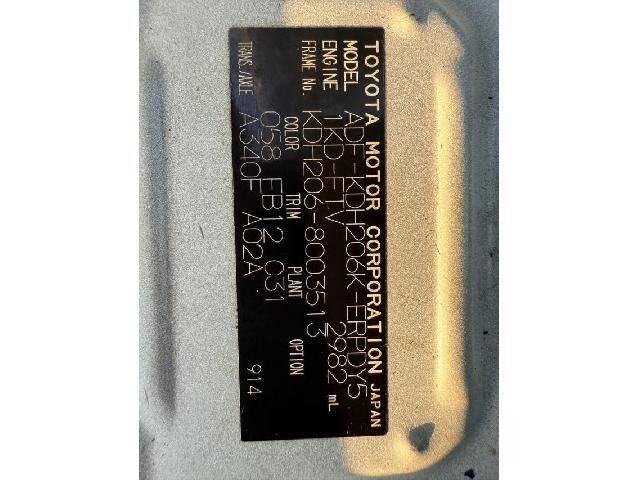 TOYOTA MOTOR CORPORATION JAPAN
MODEL ADF-KDH206K-ERPDY5
ENGINE 1KD-FTV 2982 mL
FRAME No. KDH206-8003513
COLOR TRIM PLANT OPTION
058 FB12 C31
TRANS./AXLE A340F A02A
914